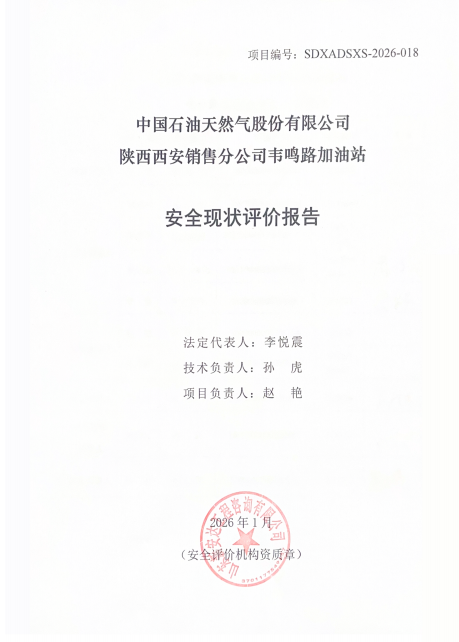 项目编号：SDXADSXS-2026-018
中国石油天然气股份有限公司
陕西西安销售分公司韦鸣路加油站
安全现状评价报告
法定代表人：李悦震
技术负责人：孙 虎
项目负责人：赵 艳
2026 年 1 月
（安全评价机构资质章）